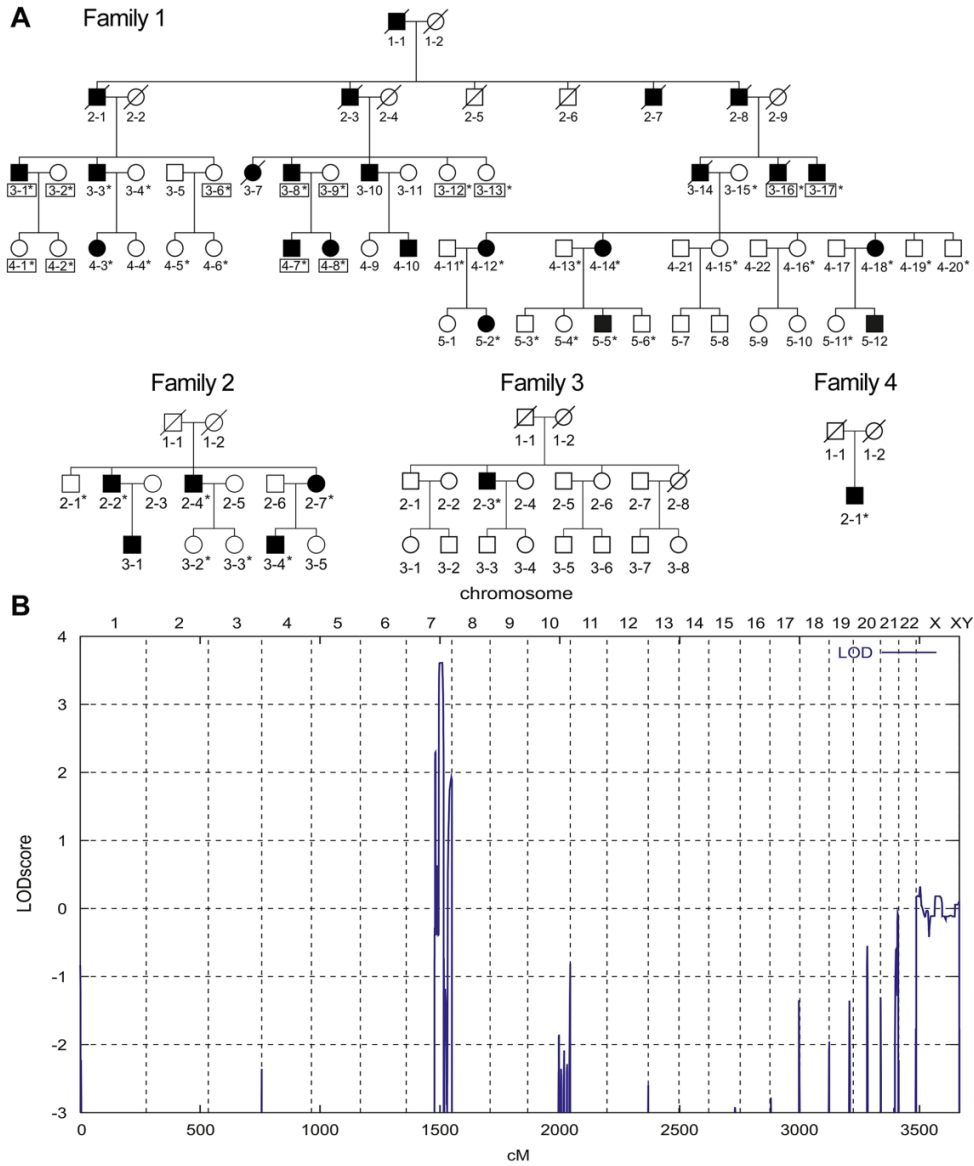 A Family 1
1-1 1-2
2-1 2-2 2-3 2-4 2-5 2-6 2-7 2-8 2-9
3-1* 3-2* 3-3* 3-4* 3-5 3-6* 3-7 3-8* 3-9* 3-10 3-11 3-12* 3-13* 3-14 3-15* 3-16* 3-17*
4-1* 4-2* 4-3* 4-4* 4-5* 4-6* 4-7* 4-8* 4-9 4-10 4-11* 4-12* 4-13* 4-14* 4-21 4-15* 4-22 4-16* 4-17 4-18* 4-19* 4-20*
5-1 5-2* 5-3* 5-4* 5-5* 5-6* 5-7 5-8 5-9 5-10 5-11* 5-12
Family 2 Family 3 Family 4
1-1 1-2 1-1 1-2 1-1 1-2
2-1* 2-2* 2-3 2-4* 2-5 2-6 2-7* 2-1 2-2 2-3* 2-4 2-5 2-6 2-7 2-8 2-1*
3-1 3-2* 3-3* 3-4* 3-5 3-1 3-2 3-3 3-4 3-5 3-6 3-7 3-8
B chromosome
1 2 3 4 5 6 7 8 9 10 11 12 13 14 15 16 17 18 19 20 21 22 X XY
LOD
4
3
2
1
0
-1
-2
-3
LODscore
0 500 1000 1500 2000 2500 3000 3500
cM